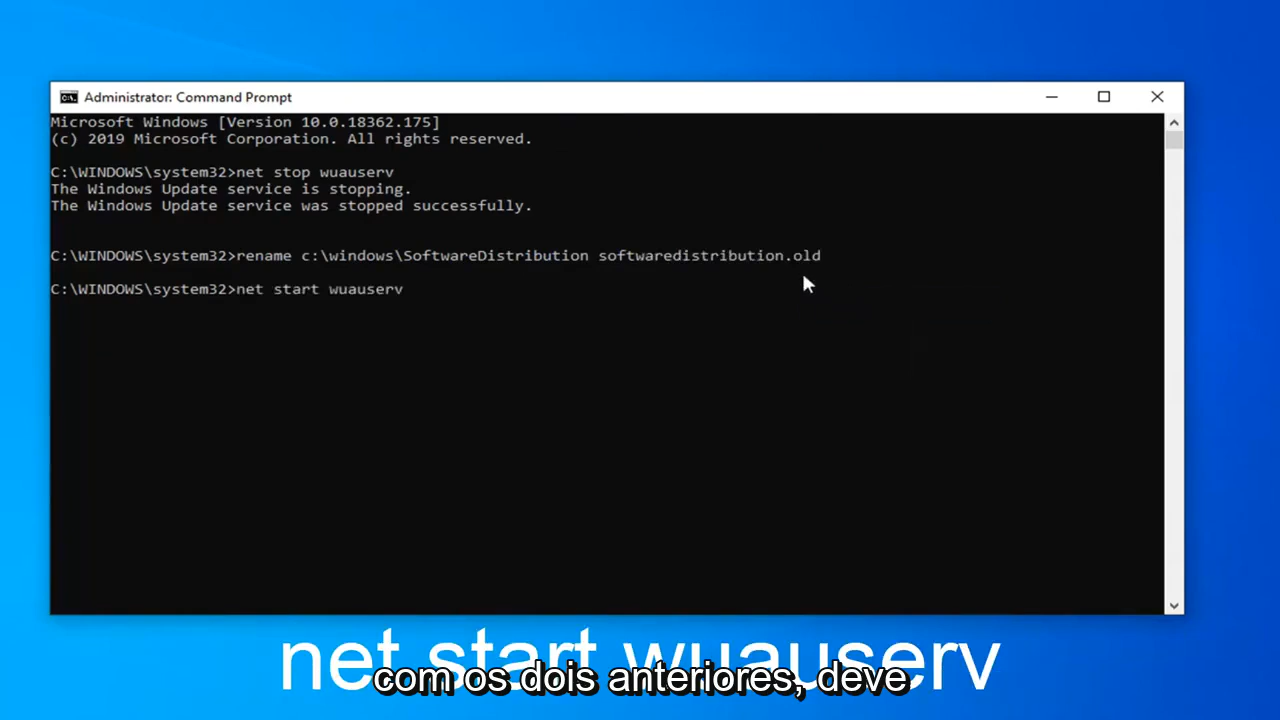 Administrator: Command Prompt
Microsoft Windows [Version 10.0.18362.175]
(c) 2019 Microsoft Corporation. All rights reserved.
C:\WINDOWS\system32>net stop wuauserv
The Windows Update service is stopping.
The Windows Update service was stopped successfully.
C:\WINDOWS\system32>rename c:\windows\SoftwareDistribution softwaredistribution.old
C:\WINDOWS\system32>net start wuauserv
net start wuauserv
com os dois anteriores, deve